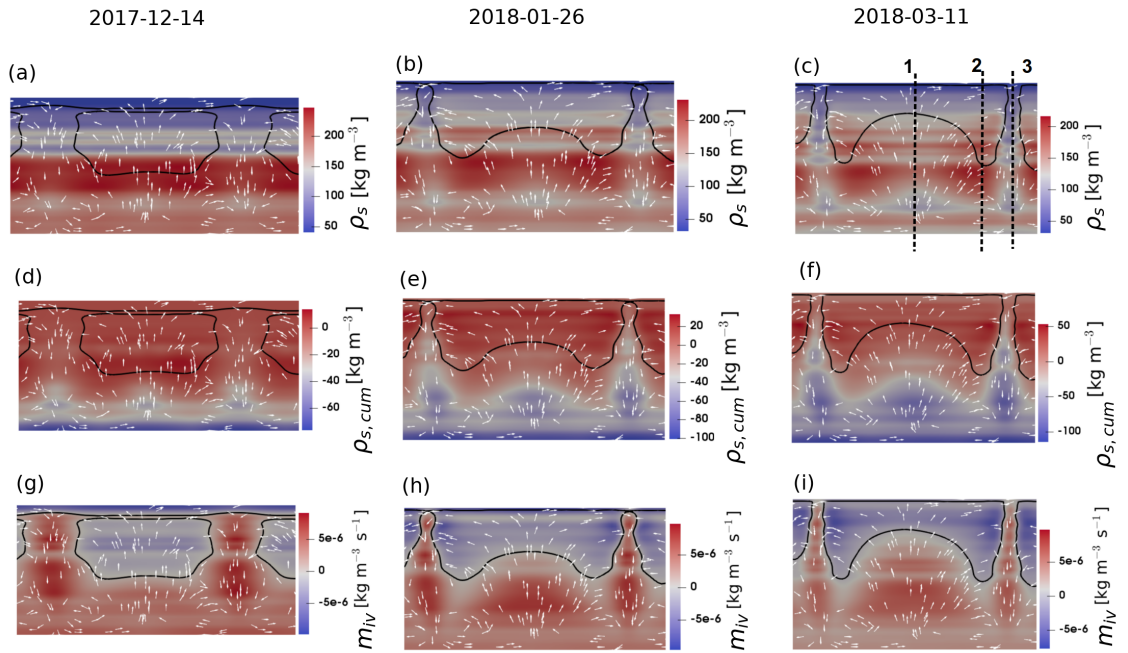 2017-12-14 2018-01-26 2018-03-11
(a) (b) (c) 1 2 3
200 150 100 50 ρs [kg m⁻³]
200 150 100 50 ρs [kg m⁻³]
200 150 100 50 ρs [kg m⁻³]
(d) (e) (f)
0 -20 -40 -60 ρs,cum [kg m⁻³]
20 0 -20 -40 -60 -80 -100 ρs,cum [kg m⁻³]
50 0 -50 -100 ρs,cum [kg m⁻³]
(g) (h) (i)
5e-6 0 -5e-6 miv [kg m⁻³ s⁻¹]
5e-6 0 -5e-6 miv [kg m⁻³ s⁻¹]
5e-6 0 -5e-6 miv [kg m⁻³ s⁻¹]